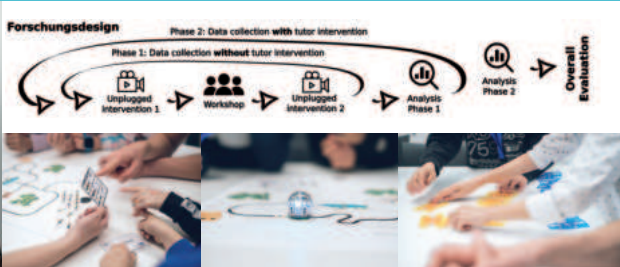 Forschungsdesign
Phase 2: Data collection with tutor intervention
Phase 1: Data collection without tutor intervention
Unplugged
intervention 1
Workshop
Unplugged
intervention 2
Analysis
Phase 1
Analysis
Phase 2
Overall
Evaluation
75